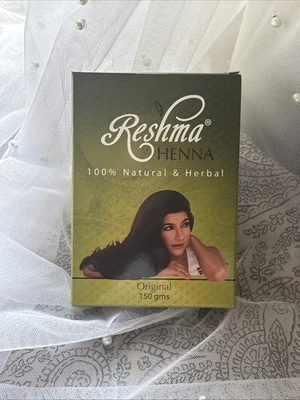 Reshma®
HENNA
100% Natural & Herbal
Original
150 gms